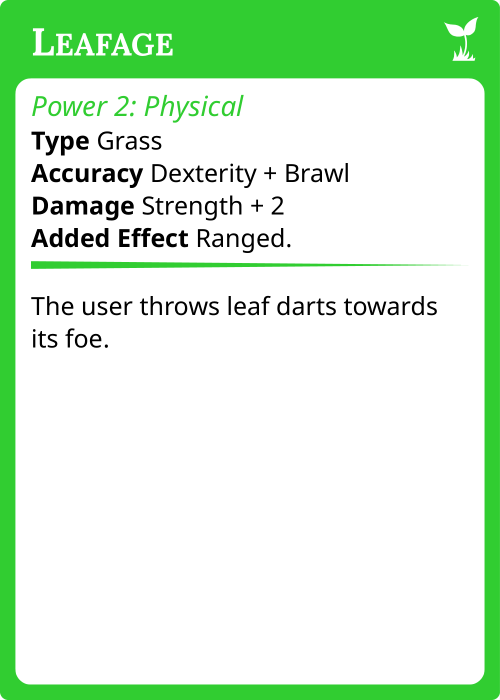 LEAFAGE
Power 2: Physical
Type Grass
Accuracy Dexterity + Brawl
Damage Strength + 2
Added Effect Ranged.
The user throws leaf darts towards
its foe.